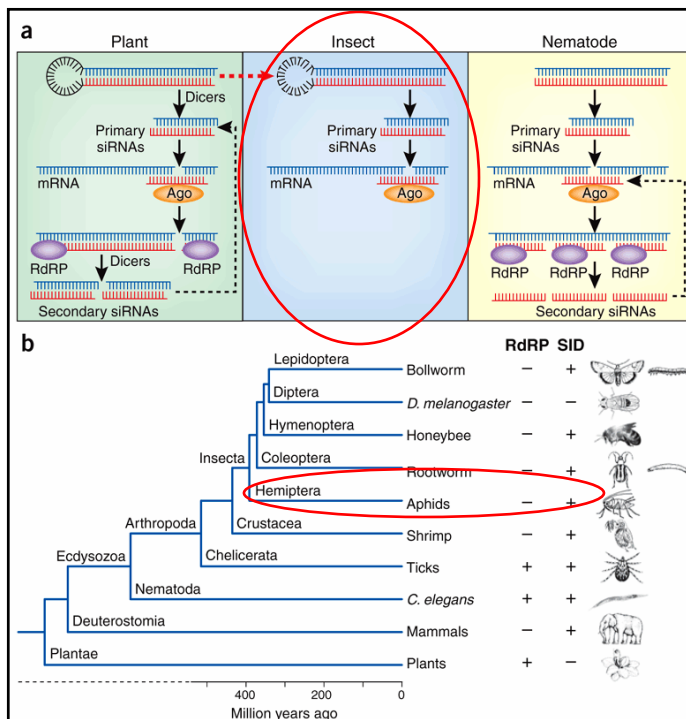 a
Plant Insect Nematode
Dicers
Primary
siRNAs
Primary
siRNAs
Primary
siRNAs
mRNA
Ago
mRNA
Ago
mRNA
Ago
RdRP
Dicers
RdRP
RdRP RdRP RdRP
Secondary siRNAs
Secondary siRNAs
b
RdRP SID
Lepidoptera
Bollworm − +
Diptera
D. melanogaster − −
Hymenoptera
Honeybee − +
Insecta
Coleoptera
Rootworm − +
Hemiptera
Aphids − +
Arthropoda
Crustacea
Shrimp − +
Ecdysozoa
Chelicerata
Ticks + +
Nematoda
C. elegans + +
Deuterostomia
Mammals − +
Plantae
Plants + −
400 200 0
Million years ago